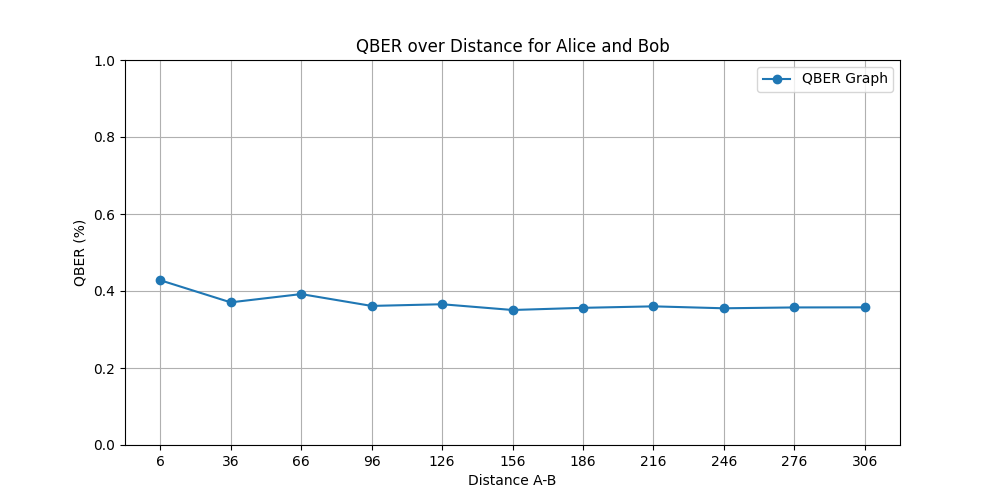 QBER over Distance for Alice and Bob
QBER Graph
QBER (%)
1.0
0.8
0.6
0.4
0.2
0.0
6 36 66 96 126 156 186 216 246 276 306
Distance A-B